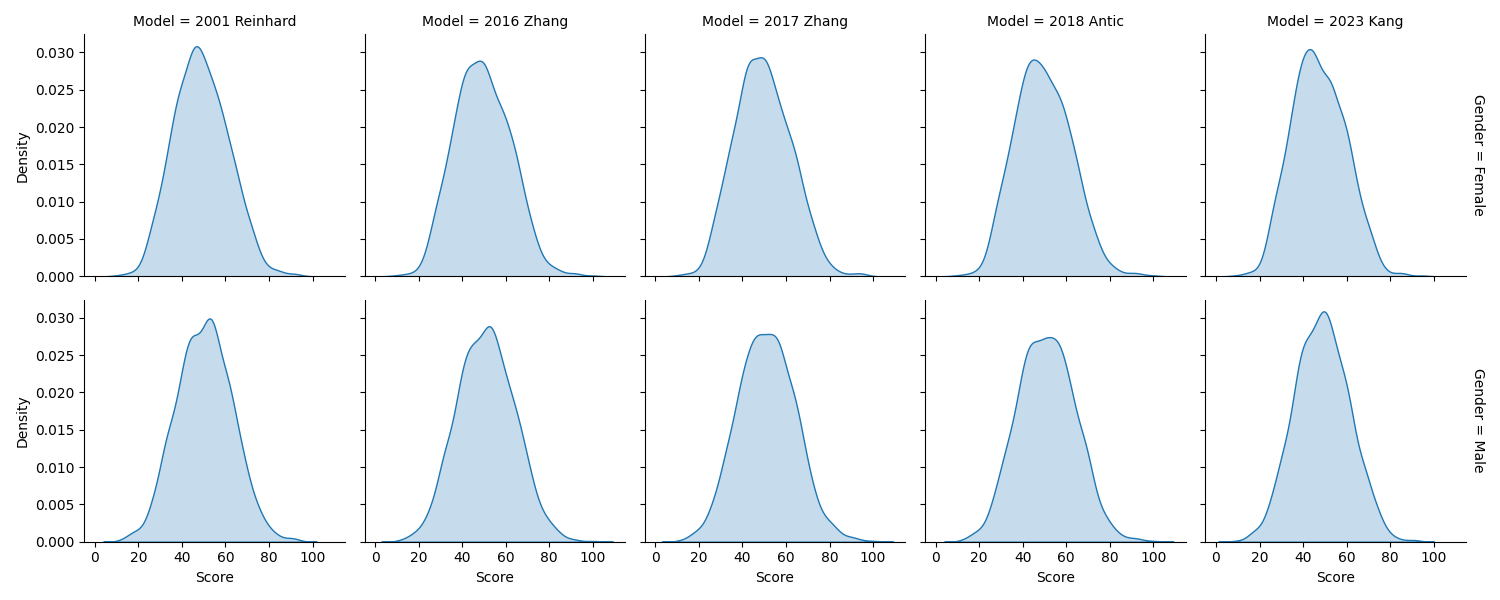 Model = 2001 Reinhard
Model = 2016 Zhang
Model = 2017 Zhang
Model = 2018 Antic
Model = 2023 Kang
0.030
0.025
0.020
0.015
0.010
0.005
0.000
Density
Gender = Female
0.030
0.025
0.020
0.015
0.010
0.005
0.000
Density
Gender = Male
0 20 40 60 80 100
0 20 40 60 80 100
0 20 40 60 80 100
0 20 40 60 80 100
0 20 40 60 80 100
Score
Score
Score
Score
Score